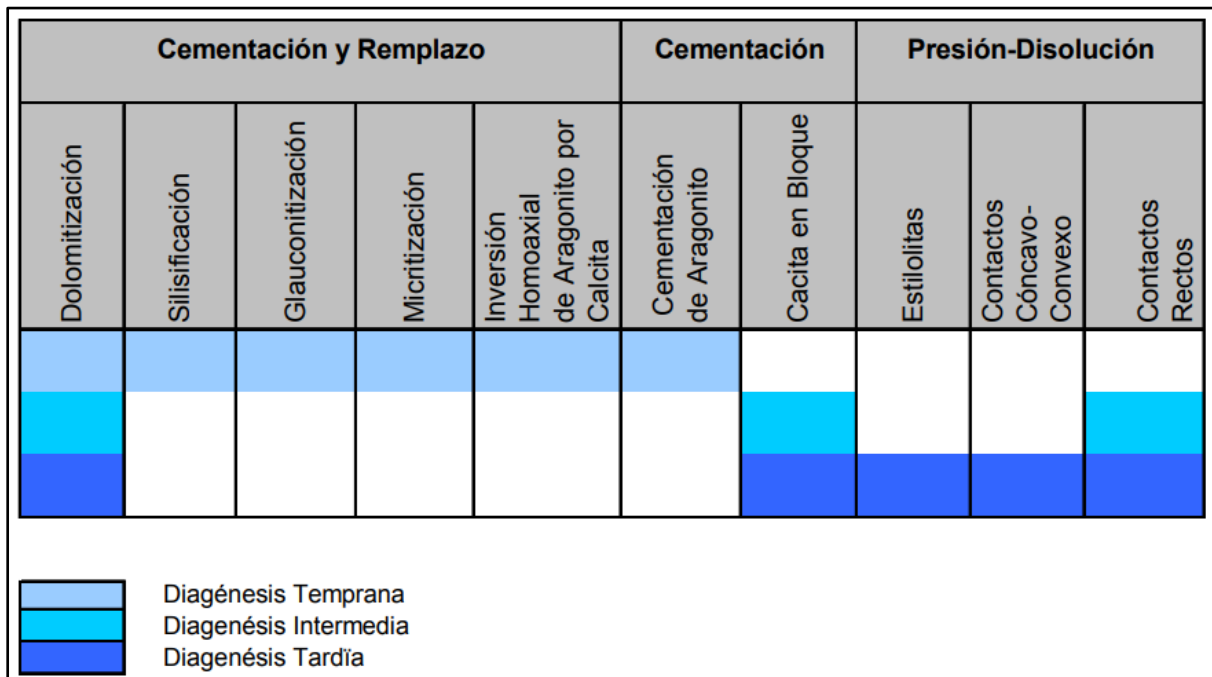 Cementación y Remplazo
Cementación
Presión-Disolución
Dolomitización
Silisificación
Glauconitización
Micritización
Inversión
Homoaxial
de Aragonito por
Calcita
Cementación
de Aragonito
Cacita en Bloque
Estilolitas
Contactos
Cóncavo-
Convexo
Contactos
Rectos
Diagénesis Temprana
Diagenésis Intermedia
Diagenésis Tardïa